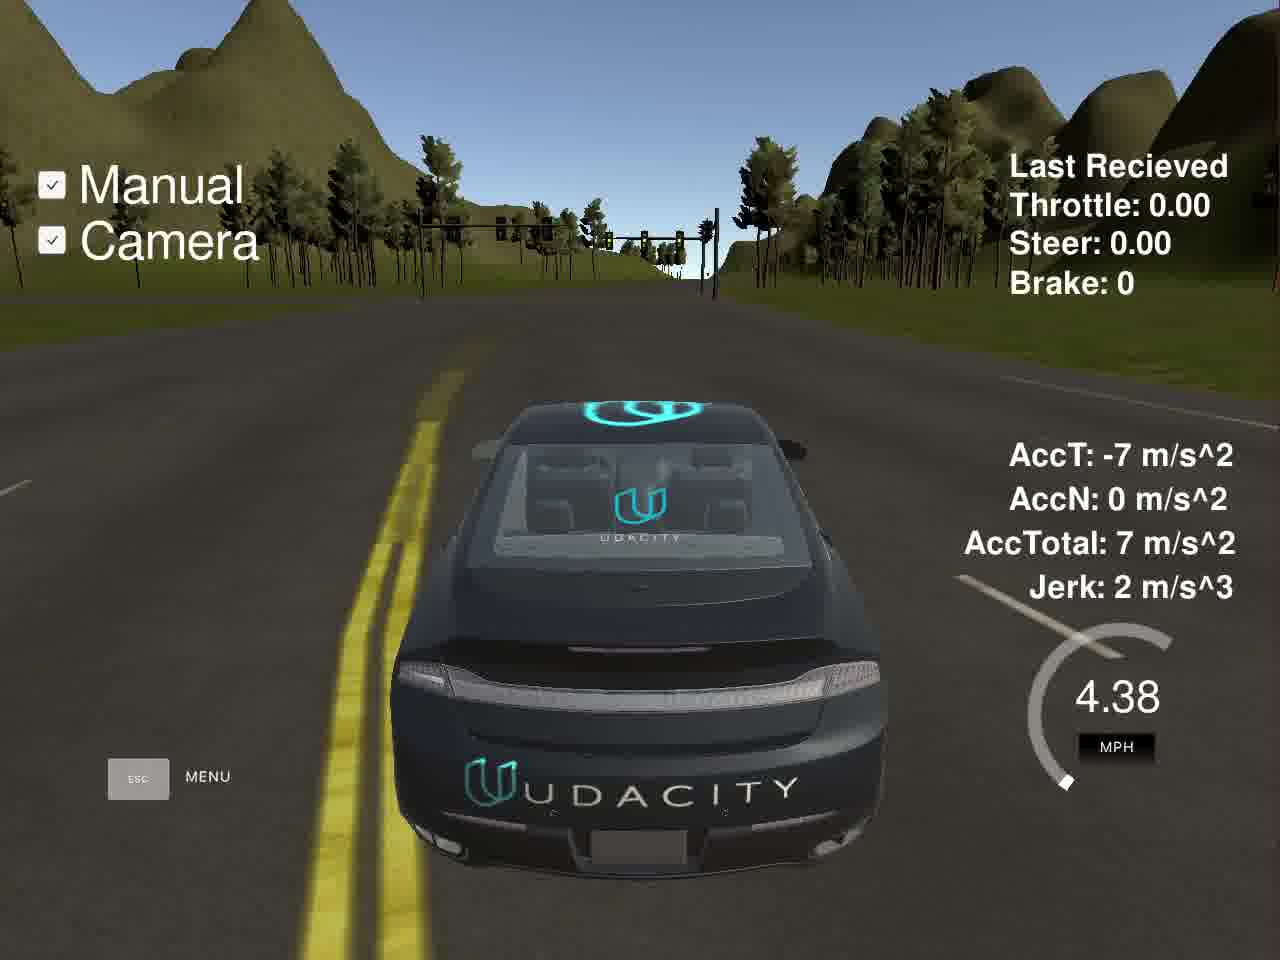 Manual
Camera
Last Recieved
Throttle: 0.00
Steer: 0.00
Brake: 0
AccT: -7 m/s^2
AccN: 0 m/s^2
AccTotal: 7 m/s^2
Jerk: 2 m/s^3
UDACITY
4.38
MPH
ESC MENU
UDACITY